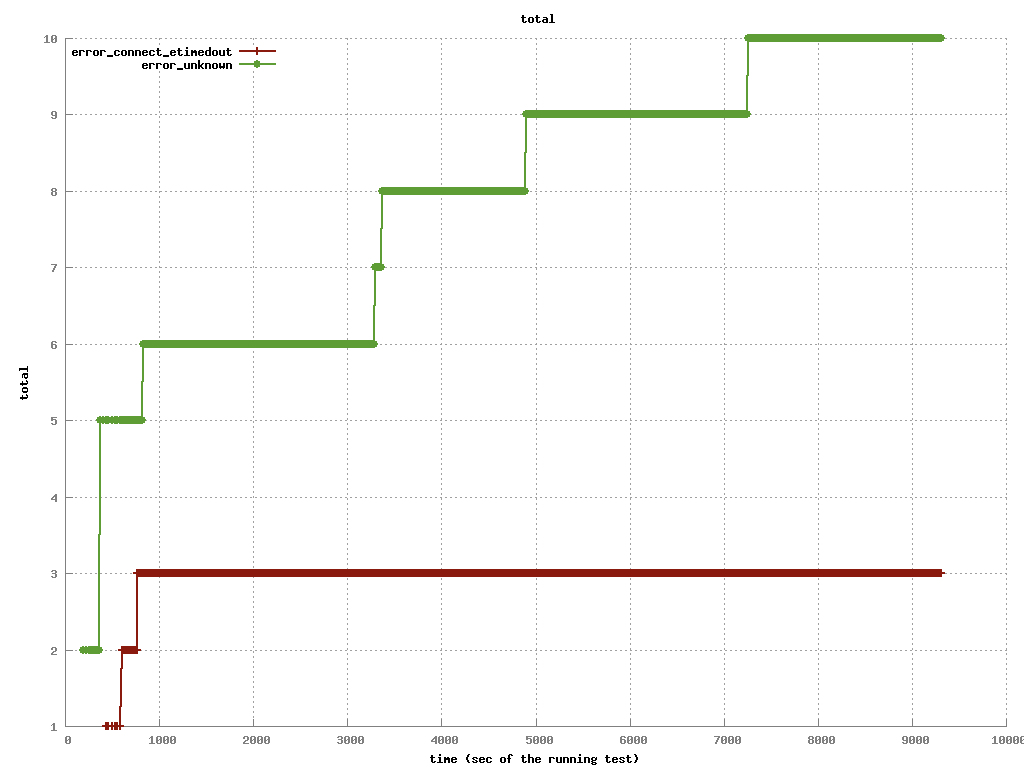 total
error_connect_etimedout
error_unknown
10
9
8
7
6
5
4
3
2
1
total
0 1000 2000 3000 4000 5000 6000 7000 8000 9000 10000
time (sec of the running test)